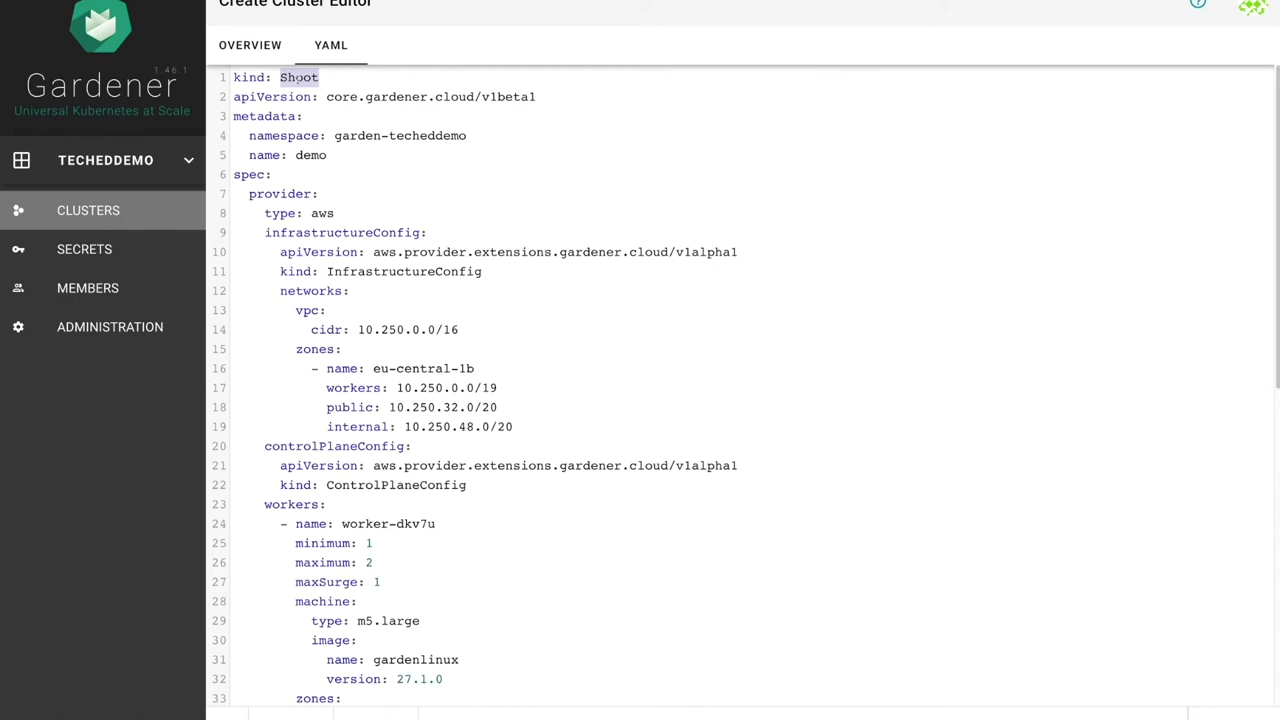 Create Cluster Editor
1.46.1
Gardener
Universal Kubernetes at Scale
TECHEDDEMO
CLUSTERS
SECRETS
MEMBERS
ADMINISTRATION
OVERVIEW YAML
1 kind: Shoot
2 apiVersion: core.gardener.cloud/v1beta1
3 metadata:
4 namespace: garden-techeddemo
5 name: demo
6 spec:
7 provider:
8 type: aws
9 infrastructureConfig:
10 apiVersion: aws.provider.extensions.gardener.cloud/v1alpha1
11 kind: InfrastructureConfig
12 networks:
13 vpc:
14 cidr: 10.250.0.0/16
15 zones:
16 - name: eu-central-1b
17 workers: 10.250.0.0/19
18 public: 10.250.32.0/20
19 internal: 10.250.48.0/20
20 controlPlaneConfig:
21 apiVersion: aws.provider.extensions.gardener.cloud/v1alpha1
22 kind: ControlPlaneConfig
23 workers:
24 - name: worker-dkv7u
25 minimum: 1
26 maximum: 2
27 maxSurge: 1
28 machine:
29 type: m5.large
30 image:
31 name: gardenlinux
32 version: 27.1.0
33 zones: